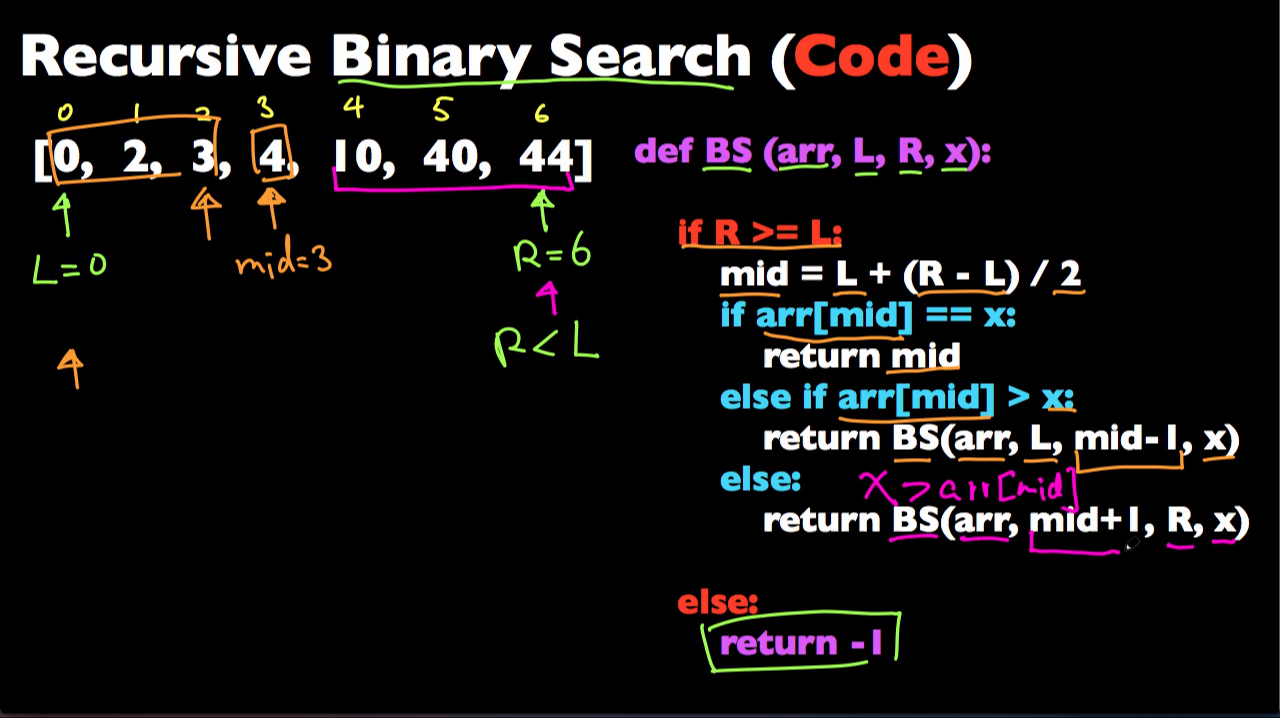 Recursive Binary Search (Code)
0 1 2 3 4 5 6
[0, 2, 3, 4, 10, 40, 44]
L=0
mid=3
R=6
R<L
def BS (arr, L, R, x):
if R >= L:
mid = L + (R - L) / 2
if arr[mid] == x:
return mid
else if arr[mid] > x:
return BS(arr, L, mid-1, x)
else:
x>arr[mid]
return BS(arr, mid+1, R, x)
else:
return -1